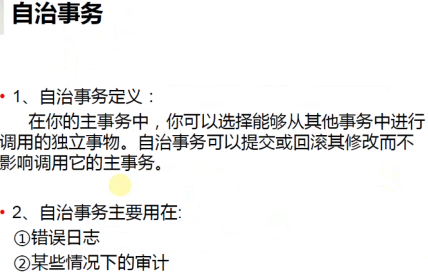 自治事务
• 1、自治事务定义：
在你的主事务中，你可以选择能够从其他事务中进行
调用的独立事物。自治事务可以提交或回滚其修改而不
影响调用它的主事务。
• 2、自治事务主要用在:
①错误日志
②某些情况下的审计